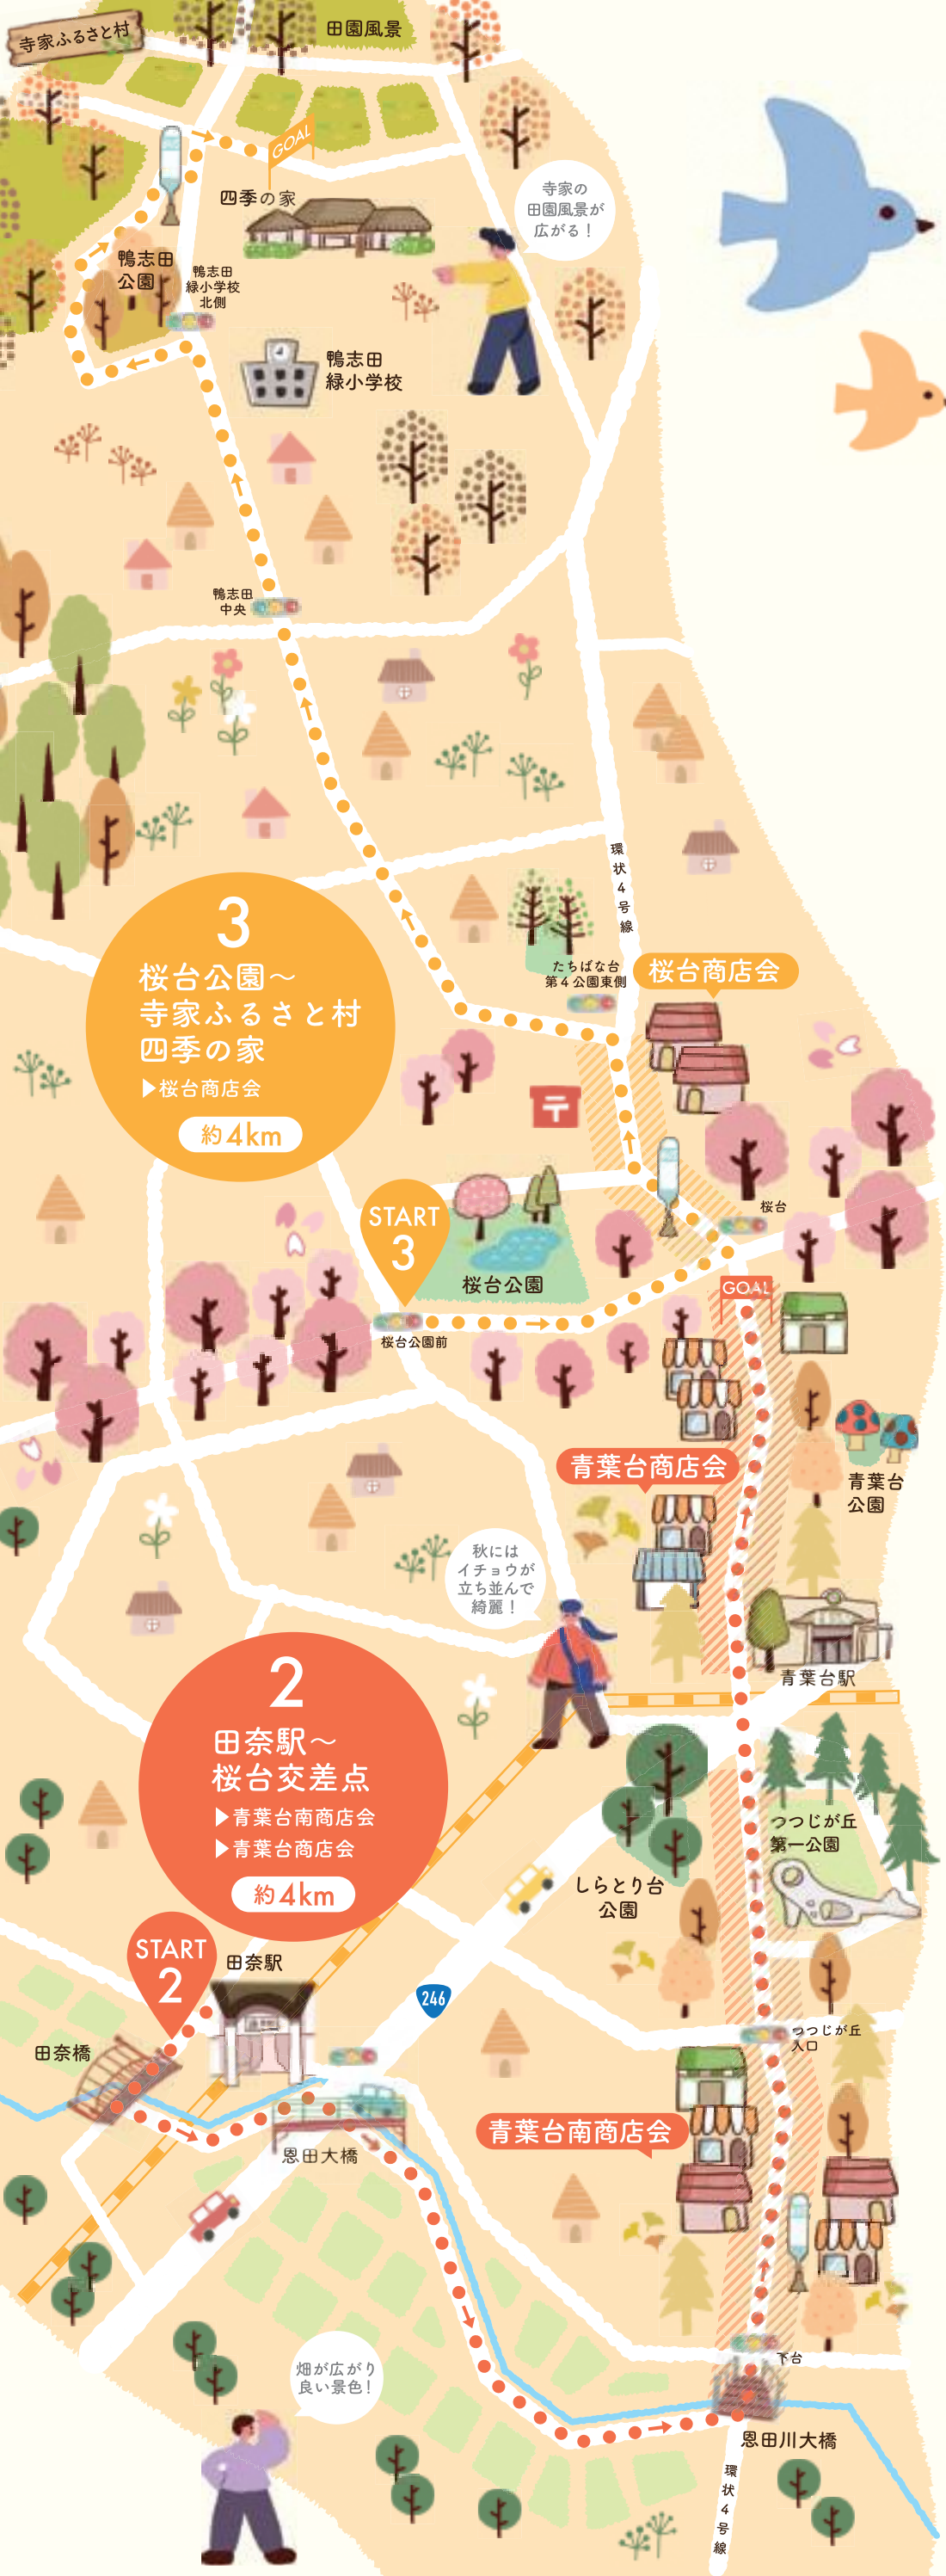 寺家ふるさと村
田園風景
GOAL
四季の家
寺家の
田園風景が
広がる！
鴨志田
公園
鴨志田
緑小学校
北側
鴨志田
緑小学校
鴨志田
中央
環状4号線
たちばな台
第4公園東側
桜台商店会
3
桜台公園〜
寺家ふるさと村
四季の家
▶桜台商店会
約4km
START
3
桜台
桜台公園
桜台公園前
GOAL
青葉台商店会
青葉台
公園
秋には
イチョウが
立ち並んで
綺麗！
青葉台駅
2
田奈駅〜
桜台交差点
▶青葉台南商店会
▶青葉台商店会
約4km
つつじが丘
第一公園
しらとり台
公園
START
2
田奈駅
246
田奈橋
つつじが丘
入口
恩田大橋
青葉台南商店会
下台
畑が広がり
良い景色！
恩田川大橋
環状4号線